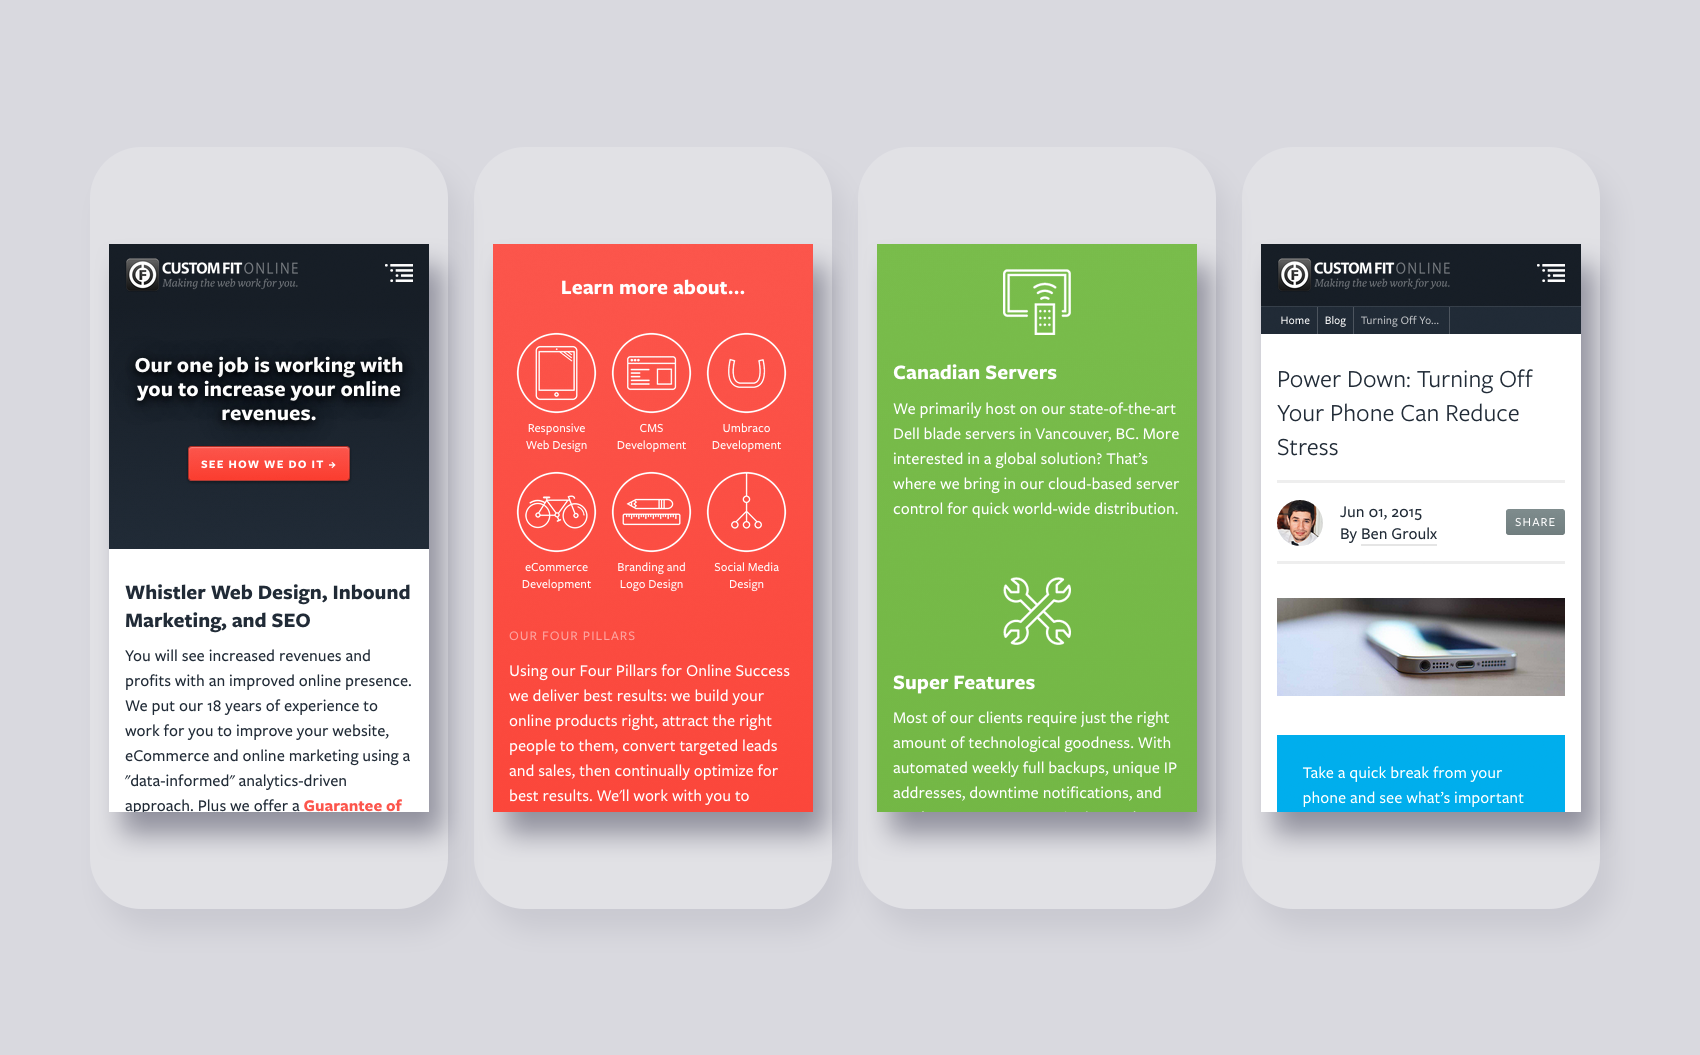 CUSTOM FIT ONLINE
Making the web work for you.
Our one job is working with
you to increase your online
revenues.
SEE HOW WE DO IT →
Whistler Web Design, Inbound
Marketing, and SEO
You will see increased revenues and
profits with an improved online presence.
We put our 18 years of experience to
work for you to improve your website,
eCommerce and online marketing using a
"data-informed" analytics-driven
approach. Plus we offer a Guarantee of
Learn more about...
Responsive
Web Design
CMS
Development
Umbraco
Development
eCommerce
Development
Branding and
Logo Design
Social Media
Design
OUR FOUR PILLARS
Using our Four Pillars for Online Success
we deliver best results: we build your
online products right, attract the right
people to them, convert targeted leads
and sales, then continually optimize for
best results. We'll work with you to
Canadian Servers
We primarily host on our state-of-the-art
Dell blade servers in Vancouver, BC. More
interested in a global solution? That's
where we bring in our cloud-based server
control for quick world-wide distribution.
Super Features
Most of our clients require just the right
amount of technological goodness. With
automated weekly full backups, unique IP
addresses, downtime notifications, and
CUSTOM FIT ONLINE
Making the web work for you.
Home Blog Turning Off Yo...
Power Down: Turning Off
Your Phone Can Reduce
Stress
Jun 01, 2015
By Ben Groulx
SHARE
Take a quick break from your
phone and see what's important